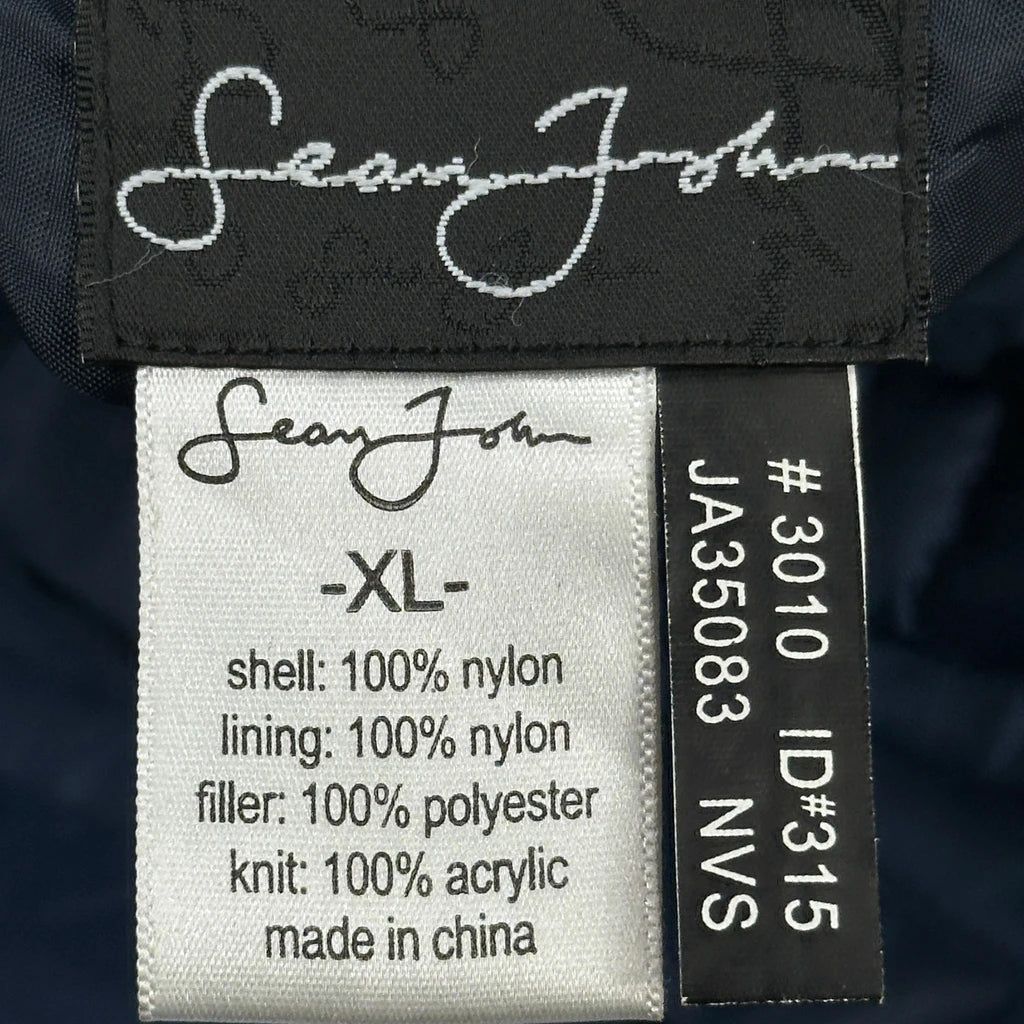 Sean John
Sean John
-XL-
shell: 100% nylon
lining: 100% nylon
filler: 100% polyester
knit: 100% acrylic
made in china
# 3010 ID#315
JA35083 NVS